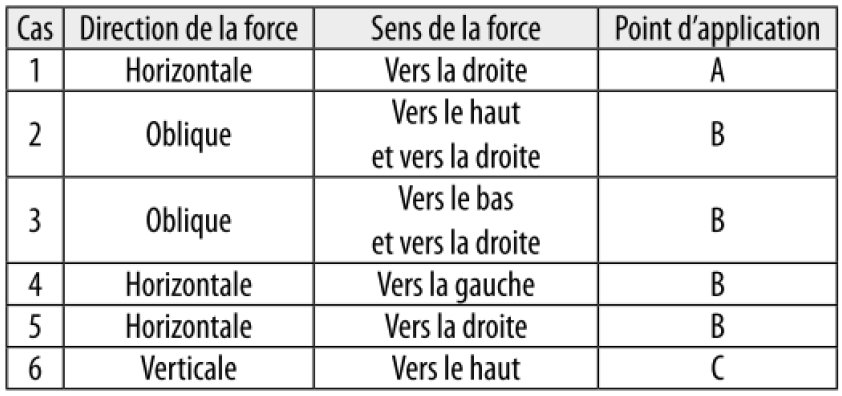 Cas Direction de la force Sens de la force Point d’application
1 Horizontale Vers la droite A
2 Oblique Vers le haut et vers la droite B
3 Oblique Vers le bas et vers la droite B
4 Horizontale Vers la gauche B
5 Horizontale Vers la droite B
6 Verticale Vers le haut C